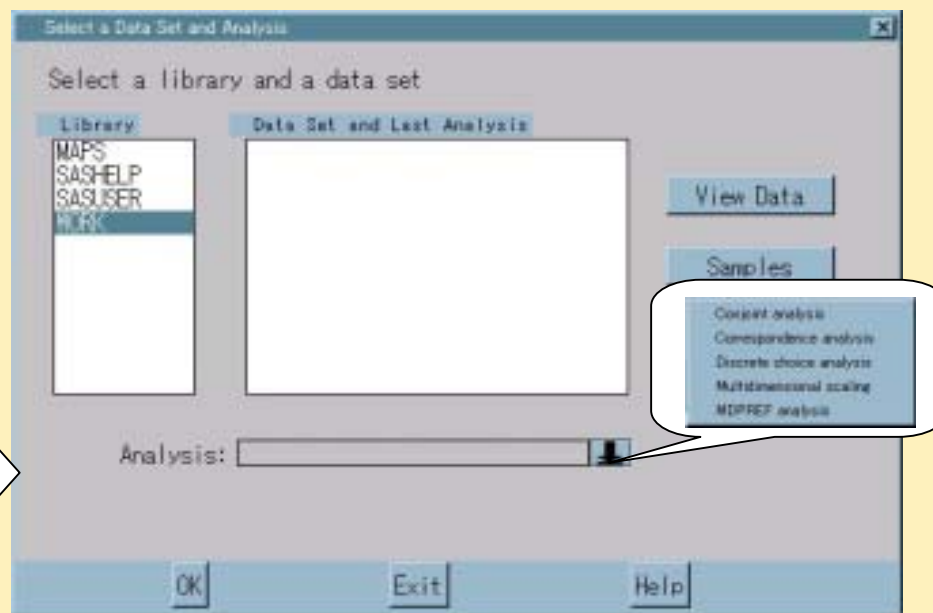 Select a Data Set and Analysis
Select a library and a data set
Library
Data Set and Last Analysis
MAPS
SASHELP
SASUSER
WORK
View Data
Samples
Conjoint analysis
Correspondence analysis
Discrete choice analysis
Multidimensional scaling
MDPREF analysis
Analysis:
OK
Exit
Help